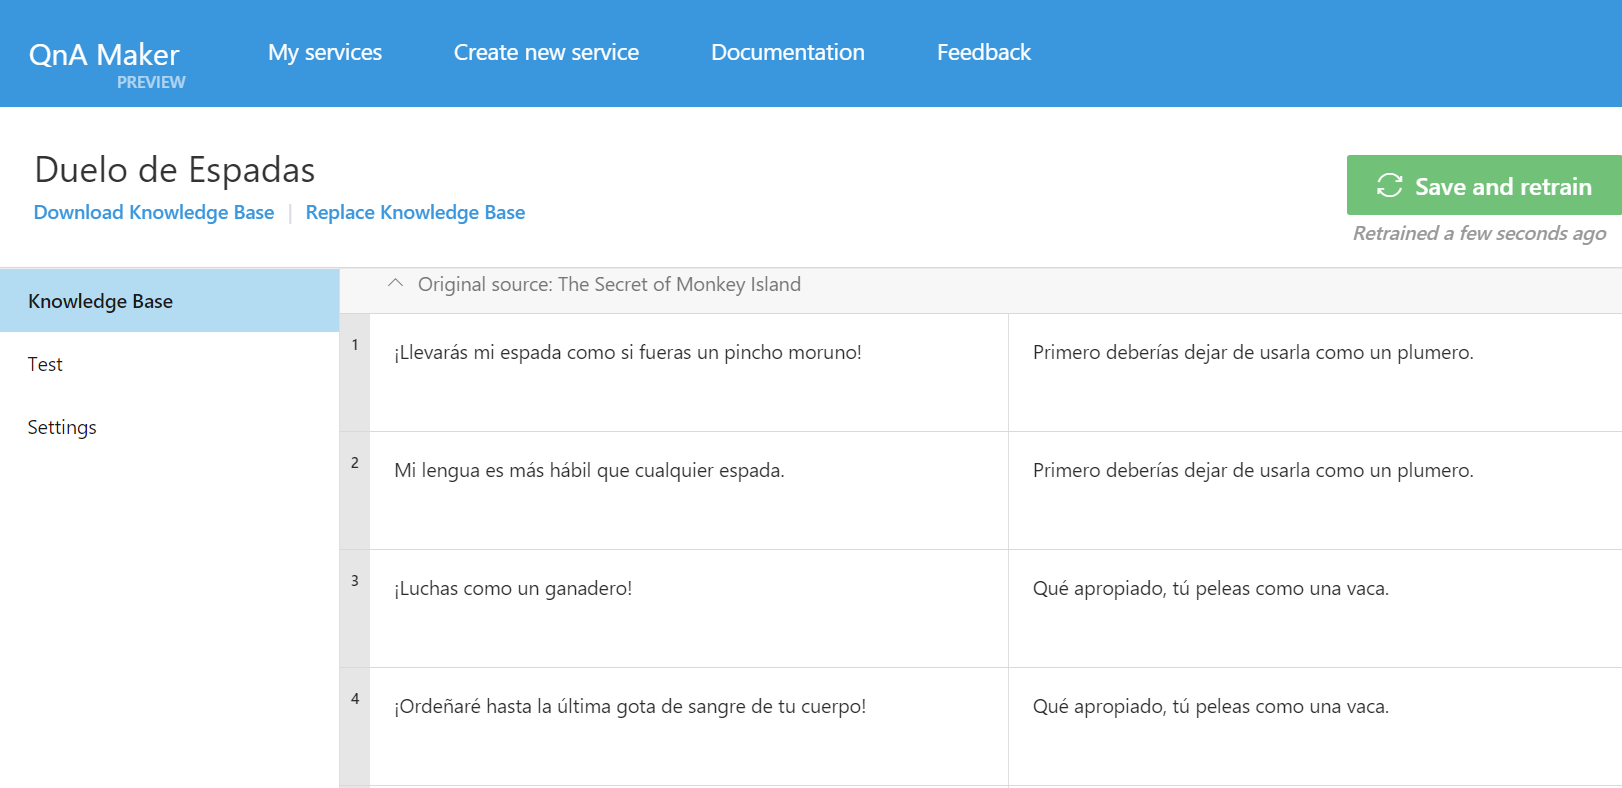 QnA Maker
PREVIEW
My services
Create new service
Documentation
Feedback
Duelo de Espadas
Download Knowledge Base | Replace Knowledge Base
Save and retrain
Retrained a few seconds ago
Knowledge Base
Test
Settings
Original source: The Secret of Monkey Island
1
¡Llevarás mi espada como si fueras un pincho moruno!
Primero deberías dejar de usarla como un plumero.
2
Mi lengua es más hábil que cualquier espada.
Primero deberías dejar de usarla como un plumero.
3
¡Luchas como un ganadero!
Qué apropiado, tú peleas como una vaca.
4
¡Ordeñaré hasta la última gota de sangre de tu cuerpo!
Qué apropiado, tú peleas como una vaca.